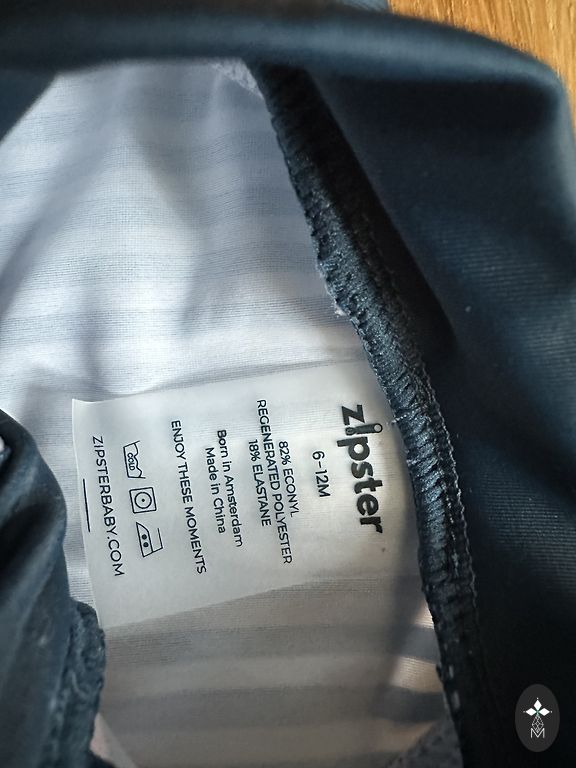 zipster
6-12M
82% ECONYL
REGENERATED POLYESTER
18% ELASTANE
Born in Amsterdam
Made in China
ENJOY THESE MOMENTS
ZIPSTERBABY.COM